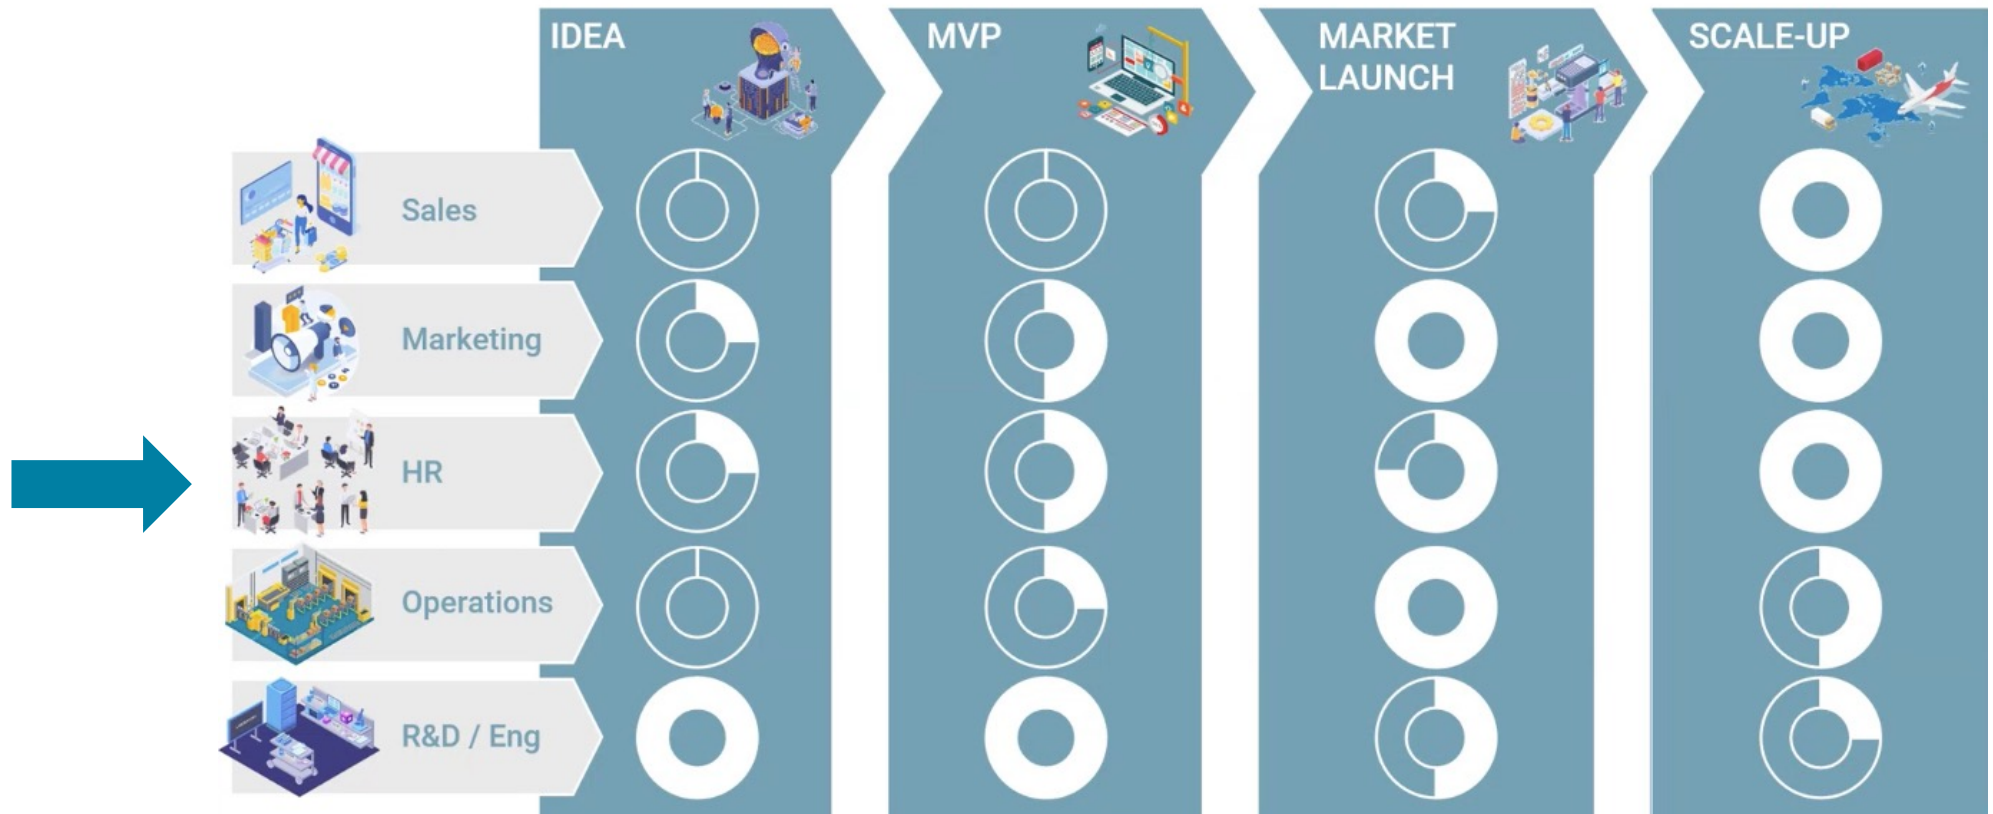 IDEA
MVP
MARKET
LAUNCH
SCALE-UP
Sales
Marketing
HR
Operations
R&D / Eng